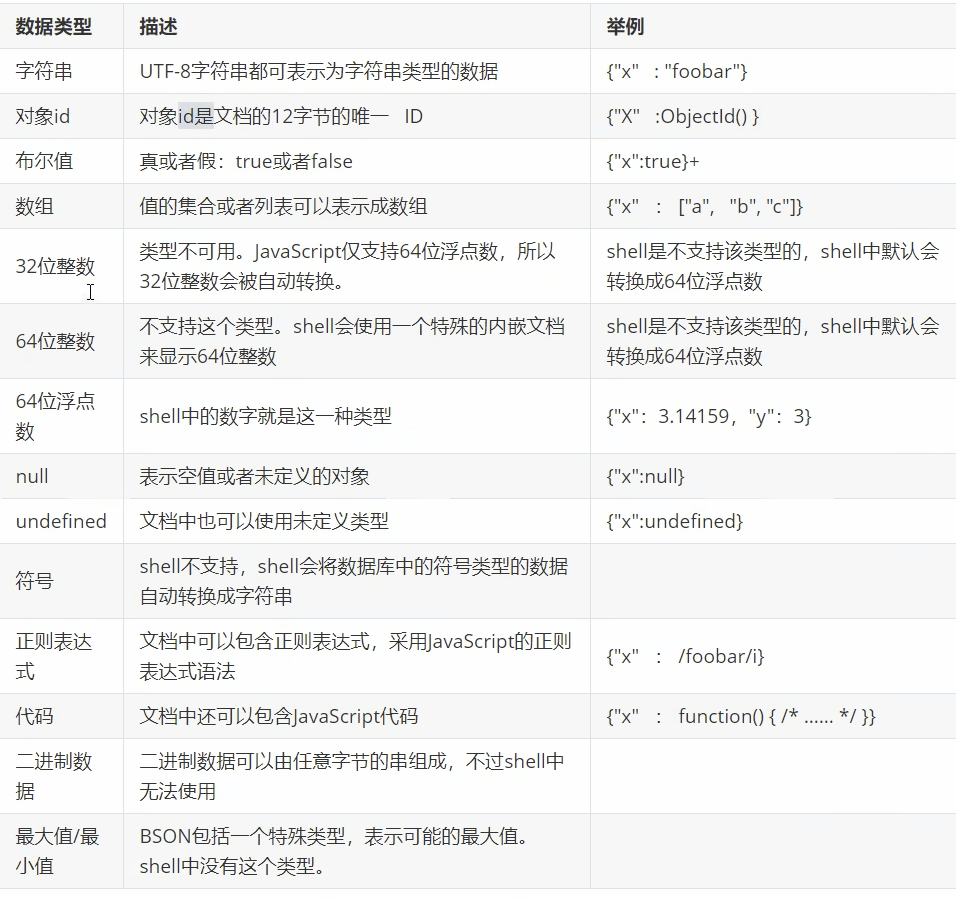 数据类型 描述 举例
字符串 UTF-8字符串都可表示为字符串类型的数据 {"x" : "foobar"}
对象id 对象id是文档的12字节的唯一 ID {"X" :ObjectId() }
布尔值 真或者假：true或者false {"x":true}+
数组 值的集合或者列表可以表示成数组 {"x" ： ["a", "b", "c"]}
32位整数 类型不可用。JavaScript仅支持64位浮点数，所以 shell是不支持该类型的，shell中默认会
32位整数会被自动转换。 转换成64位浮点数
64位整数 不支持这个类型。shell会使用一个特殊的内嵌文档 shell是不支持该类型的，shell中默认会
来显示64位整数 转换成64位浮点数
64位浮点 shell中的数字就是这一种类型 {"x"：3.14159，"y"：3}
数
null 表示空值或者未定义的对象 {"x":null}
undefined 文档中也可以使用未定义类型 {"x":undefined}
符号 shell不支持，shell会将数据库中的符号类型的数据
自动转换成字符串
正则表达 文档中可以包含正则表达式，采用JavaScript的正则 {"x" ： /foobar/i}
式 表达式语法
代码 文档中还可以包含JavaScript代码 {"x" ： function() { /* …… */ }}
二进制数 二进制数据可以由任意字节的串组成，不过shell中
据 无法使用
最大值/最 BSON包括一个特殊类型，表示可能的最大值。
小值 shell中没有这个类型。